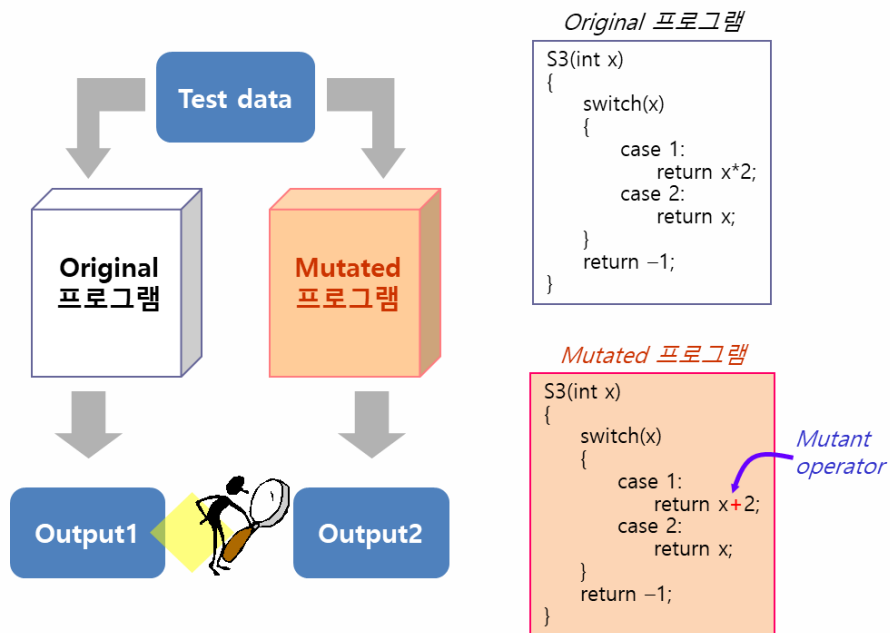 Test data
Original
프로그램
Mutated
프로그램
Output1
Output2
Original 프로그램
S3(int x)
{
switch(x)
{
case 1:
return x*2;
case 2:
return x;
}
return –1;
}
Mutated 프로그램
S3(int x)
{
switch(x)
{
case 1:
return x+2;
case 2:
return x;
}
return –1;
}
Mutant
operator